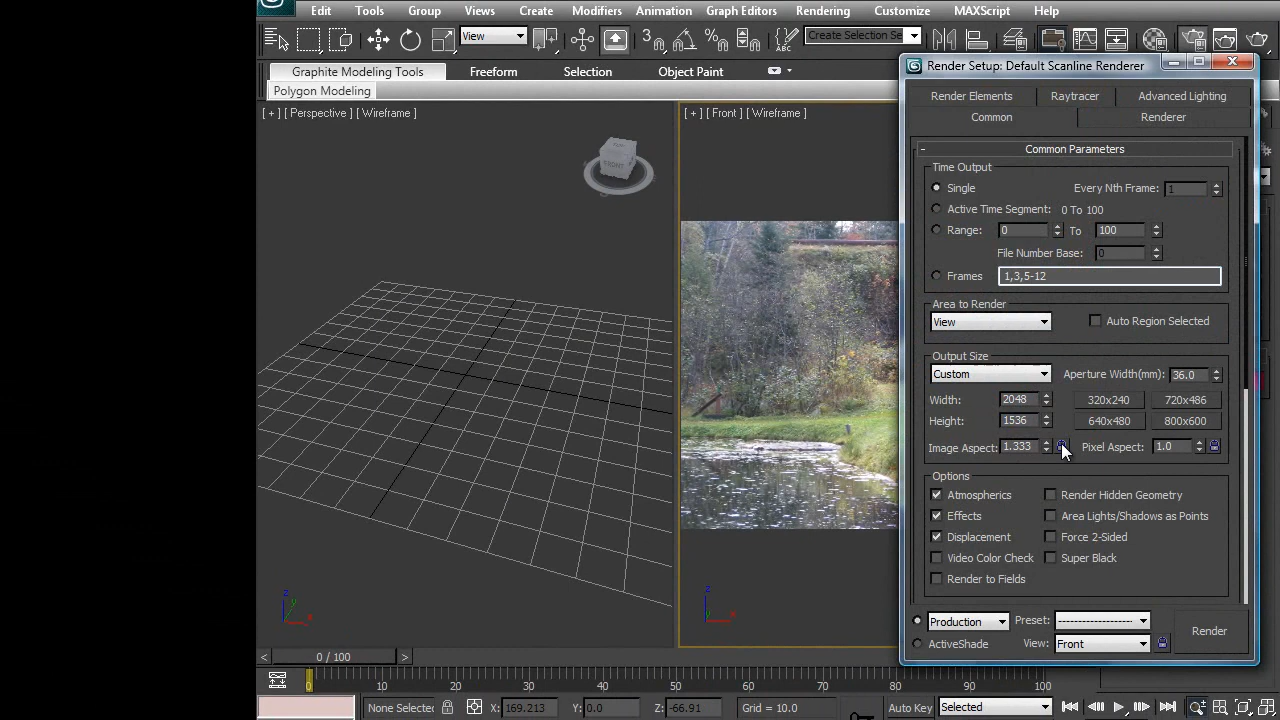 Edit Tools Group Views Create Modifiers Animation Graph Editors Rendering Customize MAXScript Help
View 3 Create Selection Se
Graphite Modeling Tools Freeform Selection Object Paint
Polygon Modeling
[ + ] [ Perspective ] [ Wireframe ]
FRONT
[ + ] [ Front ] [ Wireframe ]
Render Setup: Default Scanline Renderer
Render Elements Raytracer Advanced Lighting
Common Renderer
- Common Parameters
Time Output
Single Every Nth Frame: 1
Active Time Segment: 0 To 100
Range: 0 To 100
File Number Base: 0
Frames 1,3,5-12
Area to Render
View Auto Region Selected
Output Size
Custom Aperture Width(mm): 36.0
Width: 2048 320x240 720x486
Height: 1536 640x480 800x600
Image Aspect: 1.333 Pixel Aspect: 1.0
Options
Atmospherics Render Hidden Geometry
Effects Area Lights/Shadows as Points
Displacement Force 2-Sided
Video Color Check Super Black
Render to Fields
Production Preset: --------------------
ActiveShade View: Front
Render
z y x
z x
< 0 / 100 >
0 10 20 30 40 50 60 70 80 90 100
None Selected X: 169.213 Y: 0.0 Z: -66.91 Grid = 10.0 Auto Key Selected